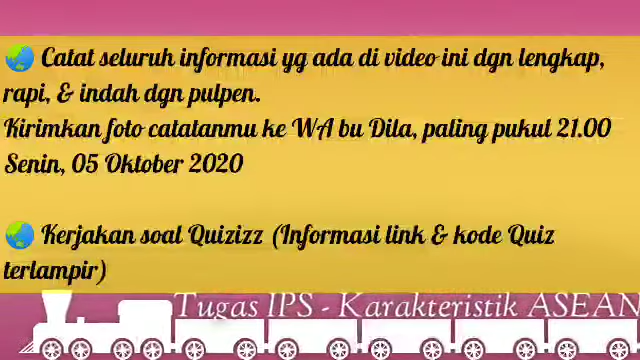 🌏 Catat seluruh informasi yg ada di video ini dgn lengkap,
rapi, & indah dgn pulpen.
Kirimkan foto catatanmu ke WA bu Dila, paling pukul 21.00
Senin, 05 Oktober 2020
🌏 Kerjakan soal Quizizz (Informasi link & kode Quiz
terlampir)
Tugas IPS - Karakteristik ASEAN